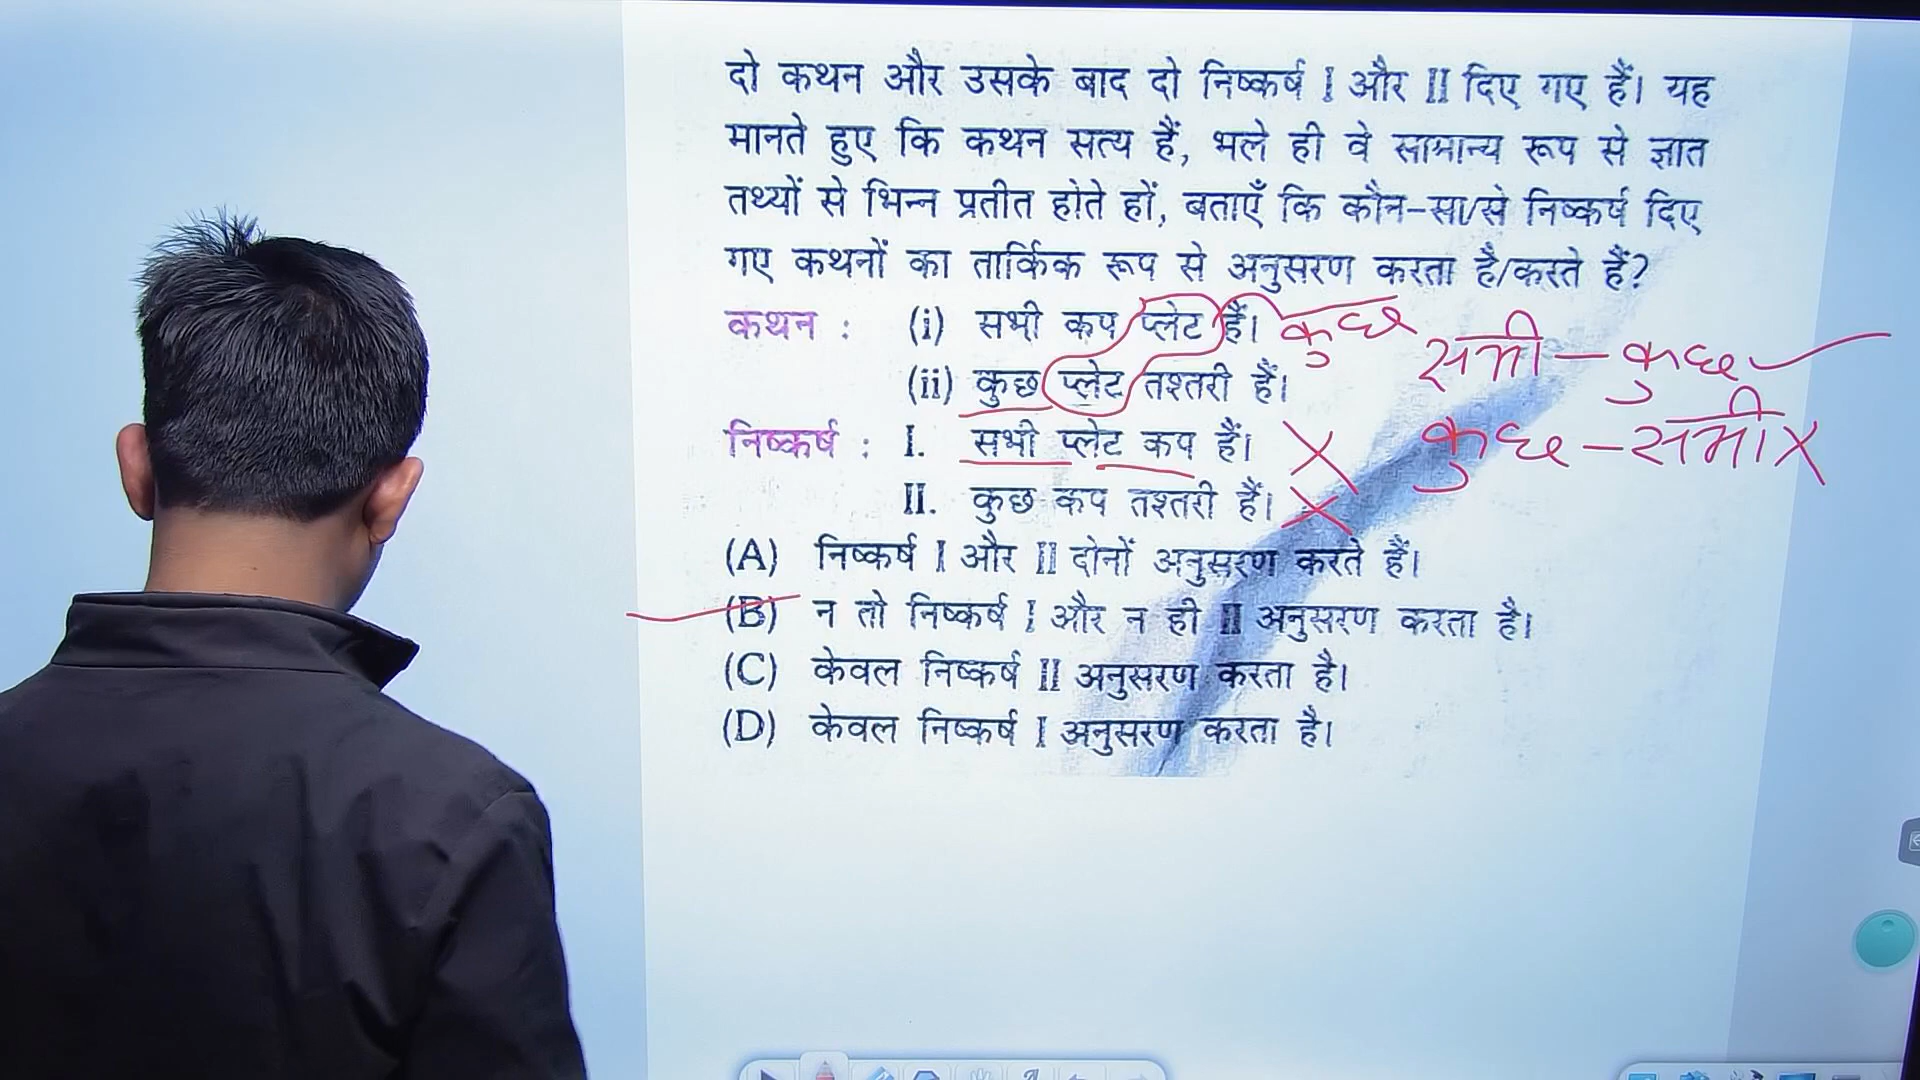 दो कथन और उसके बाद दो निष्कर्ष I और II दिए गए हैं। यह
मानते हुए कि कथन सत्य हैं, भले ही वे सामान्य रूप से ज्ञात
तथ्यों से भिन्न प्रतीत होते हों, बताएँ कि कौन-सा/से निष्कर्ष दिए
गए कथनों का तार्किक रूप से अनुसरण करता है/करते हैं?
कथन : (i) सभी कप प्लेट हैं। कुछ
सभी - कुछ ✓
(ii) कुछ प्लेट तश्तरी हैं।
निष्कर्ष : I. सभी प्लेट कप हैं। X
कुछ - सभी X
II. कुछ कप तश्तरी हैं। X
(A) निष्कर्ष I और II दोनों अनुसरण करते हैं।
(B) न तो निष्कर्ष I और न ही II अनुसरण करता है।
(C) केवल निष्कर्ष II अनुसरण करता है।
(D) केवल निष्कर्ष I अनुसरण करता है।